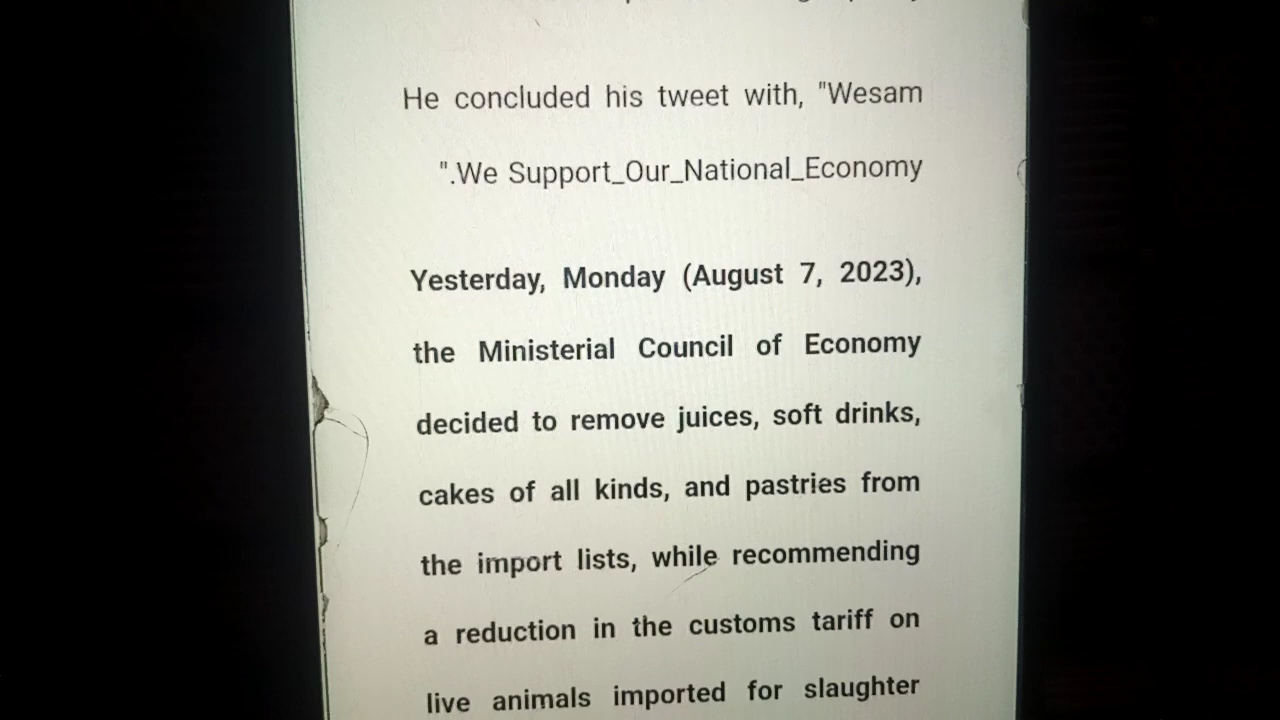 He concluded his tweet with, "Wesam
".We Support_Our_National_Economy
Yesterday, Monday (August 7, 2023),
the Ministerial Council of Economy
decided to remove juices, soft drinks,
cakes of all kinds, and pastries from
the import lists, while recommending
a reduction in the customs tariff on
live animals imported for slaughter